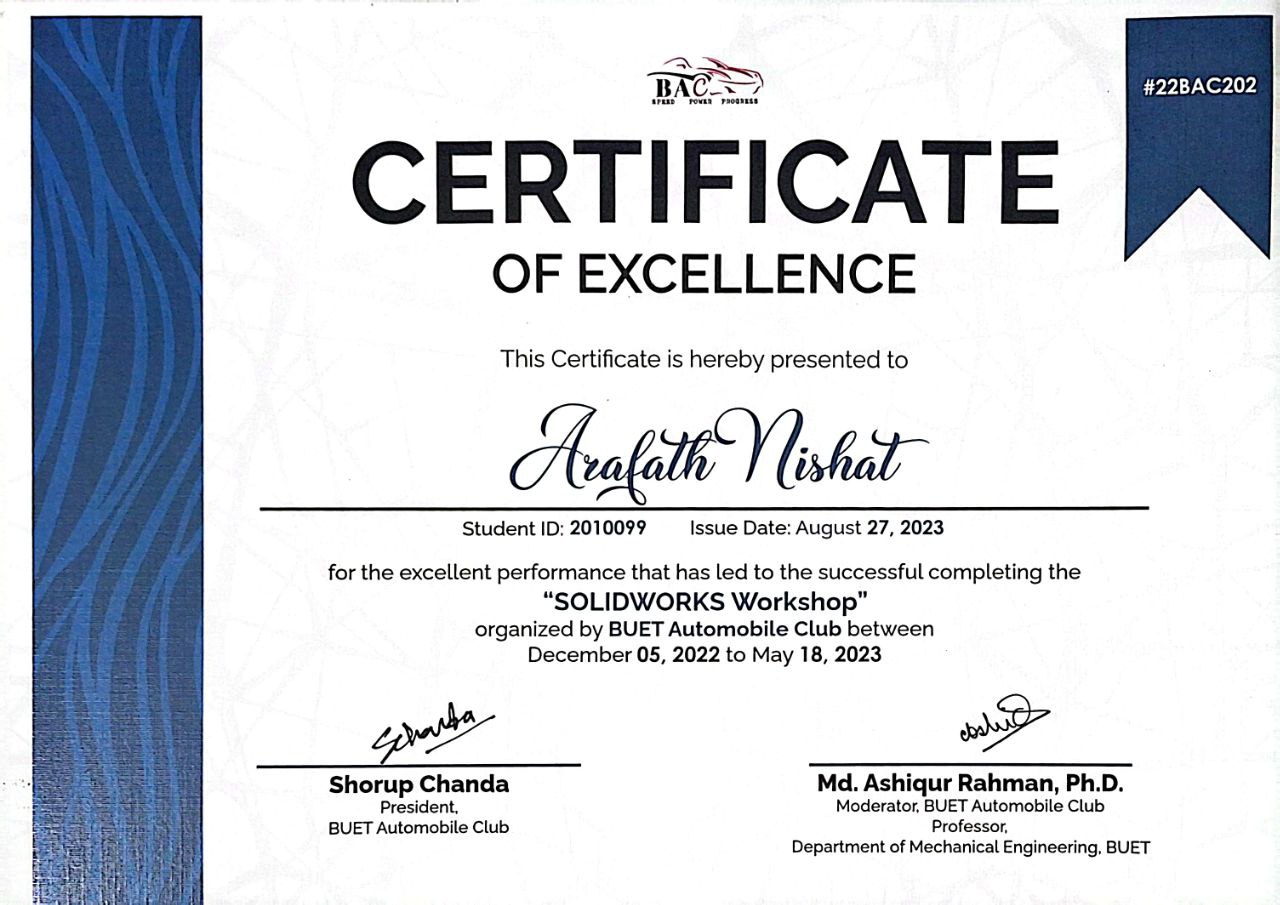 #22BAC202
BAC
SPEED POWER PROGRESS
CERTIFICATE
OF EXCELLENCE
This Certificate is hereby presented to
Arafath Nishat
Student ID: 2010099 Issue Date: August 27, 2023
for the excellent performance that has led to the successful completing the
“SOLIDWORKS Workshop”
organized by BUET Automobile Club between
December 05, 2022 to May 18, 2023
Schanda
Shorup Chanda
President,
BUET Automobile Club
Md. Ashiqur Rahman, Ph.D.
Moderator, BUET Automobile Club
Professor,
Department of Mechanical Engineering, BUET